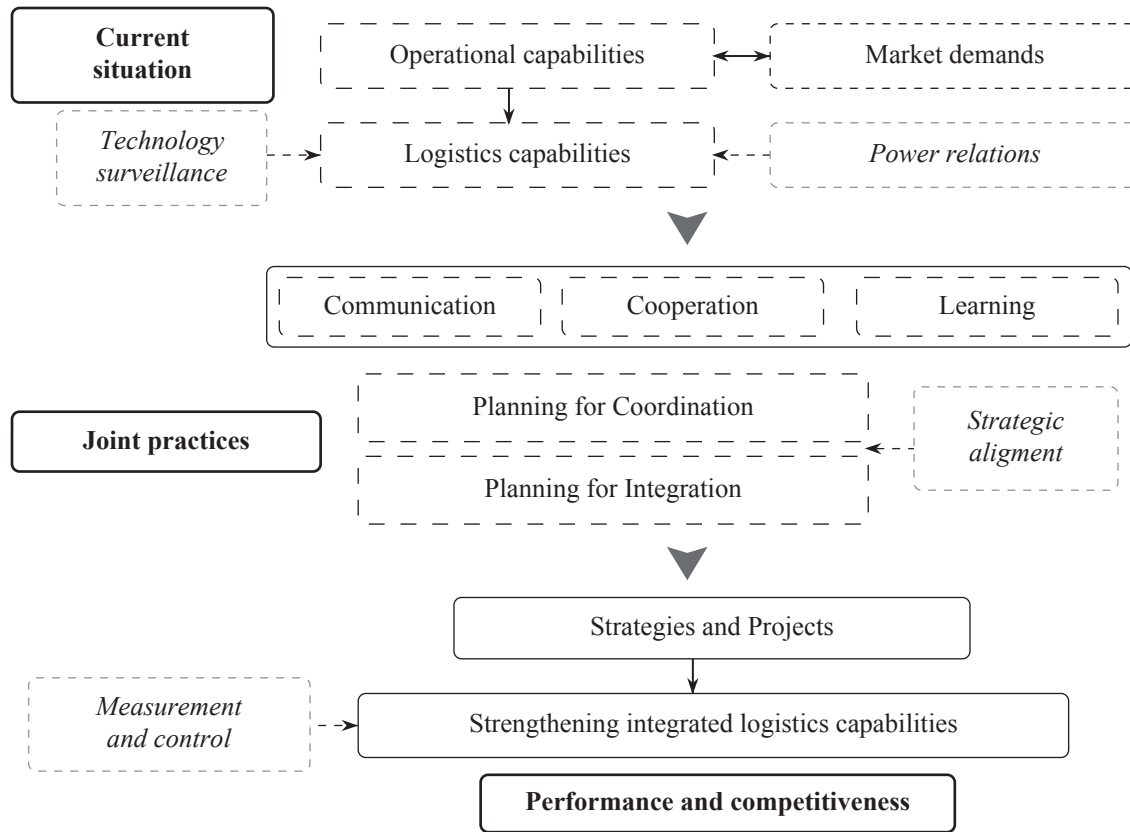 Current
situation
Operational capabilities
Market demands
Technology
surveillance
Logistics capabilities
Power relations
Communication
Cooperation
Learning
Planning for Coordination
Joint practices
Strategic
aligment
Planning for Integration
Strategies and Projects
Measurement
and control
Strengthening integrated logistics capabilities
Performance and competitiveness